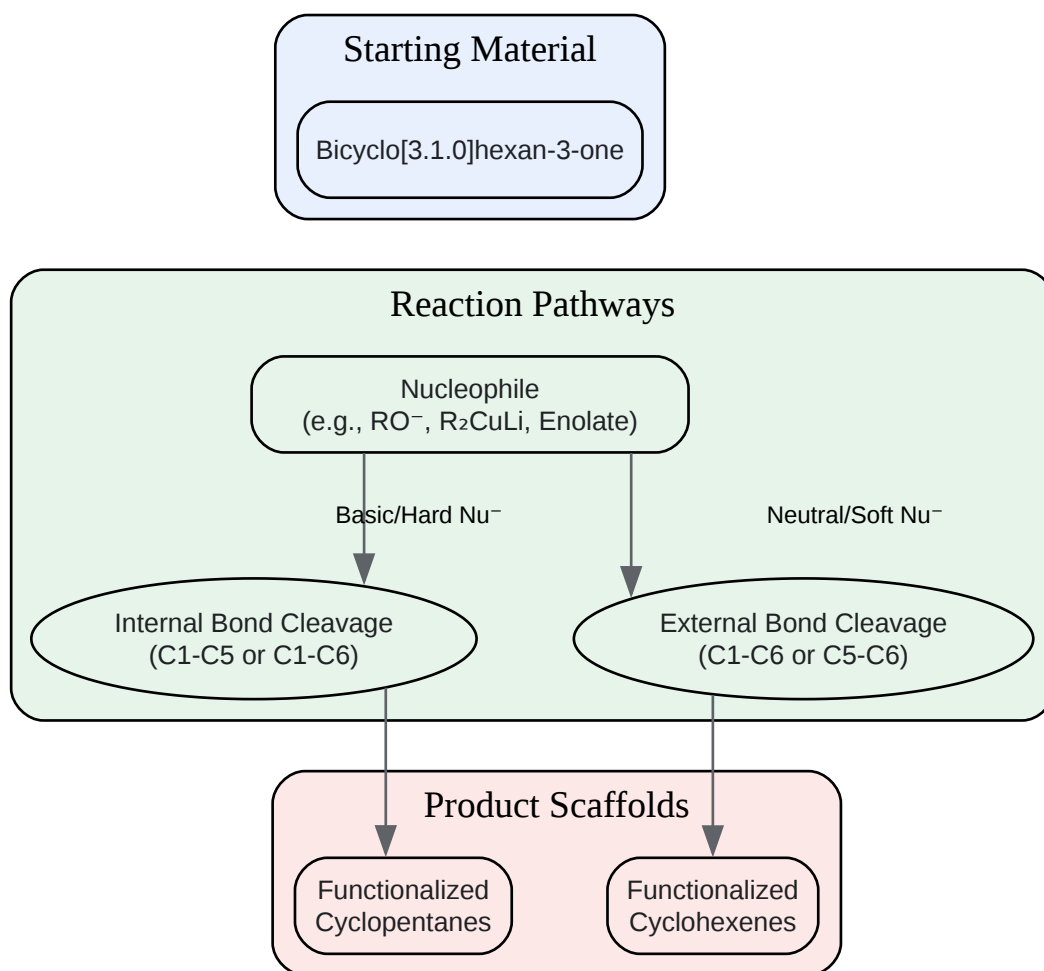 Starting Material
Bicyclo[3.1.0]hexan-3-one
Reaction Pathways
Nucleophile
(e.g., RO⁻, R₂CuLi, Enolate)
Basic/Hard Nu⁻
Neutral/Soft Nu⁻
Internal Bond Cleavage
(C1-C5 or C1-C6)
External Bond Cleavage
(C1-C6 or C5-C6)
Product Scaffolds
Functionalized
Cyclopentanes
Functionalized
Cyclohexenes